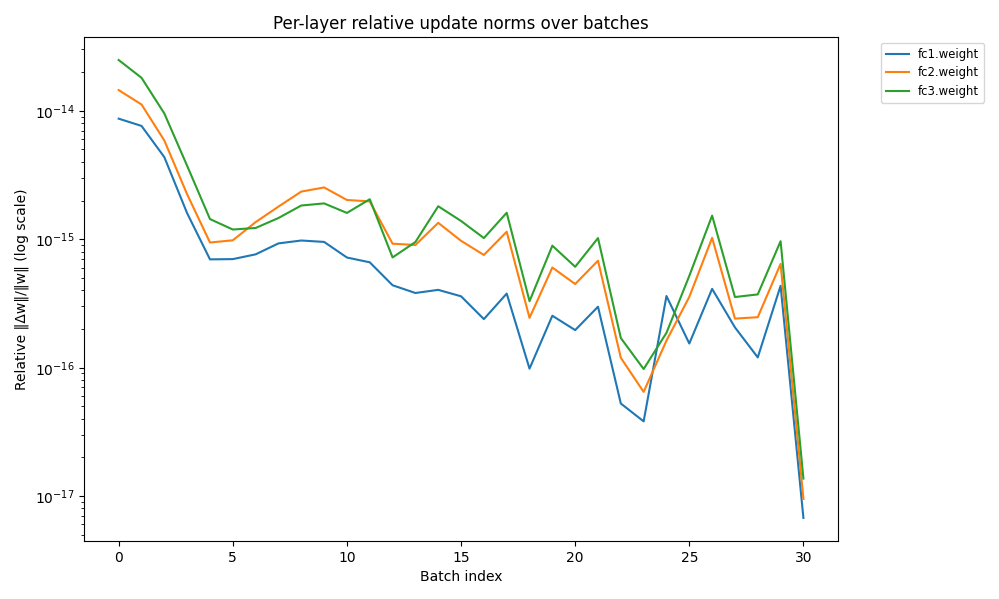 Per-layer relative update norms over batches
fc1.weight
fc2.weight
fc3.weight
Relative ‖Δw‖/‖w‖ (log scale)
10⁻¹⁴
10⁻¹⁵
10⁻¹⁶
10⁻¹⁷
0 5 10 15 20 25 30
Batch index